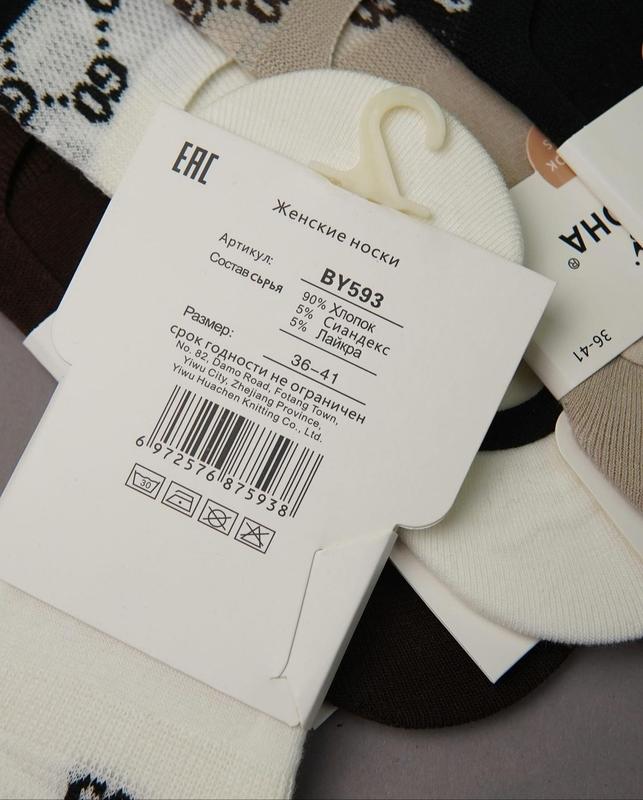 EAC
Женские носки
Артикул: BY593
Состав сырья 90% Хлопок
5% Сиандекс
5% Лайкра
Размер: 36–41
срок годности не ограничен
No. 82, Damo Road, Fotang Town,
Yiwu City, Zhejiang Province,
Yiwu Huachen Knitting Co., Ltd.
6 972576 875938
30
ОНА
®
36-41